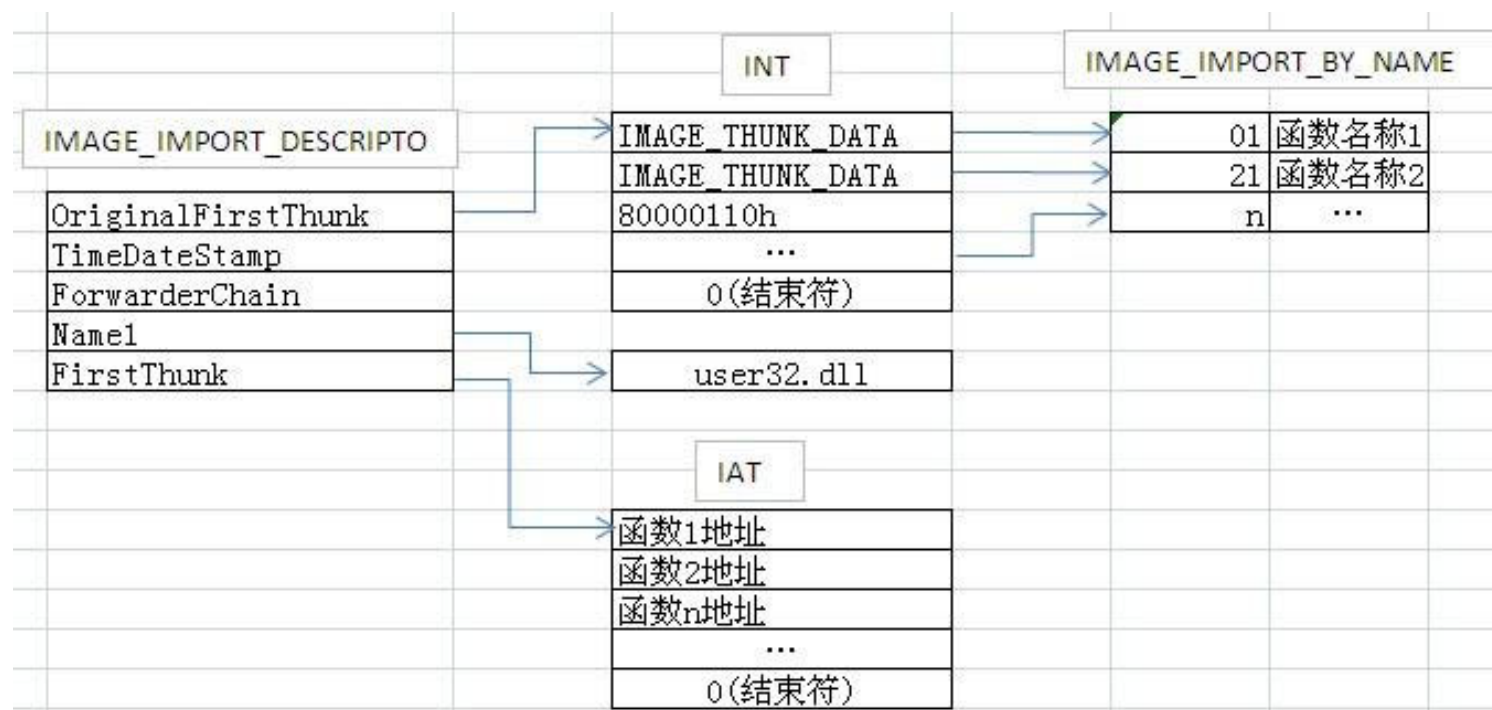 INT
IMAGE_IMPORT_BY_NAME
IMAGE_IMPORT_DESCRIPTO
IMAGE_THUNK_DATA
01 函数名称1
IMAGE_THUNK_DATA
21 函数名称2
OriginalFirstThunk
80000110h
n …
TimeDateStamp
…
ForwarderChain
0(结束符)
Name1
FirstThunk
user32.dll
IAT
函数1地址
函数2地址
函数n地址
…
0(结束符)